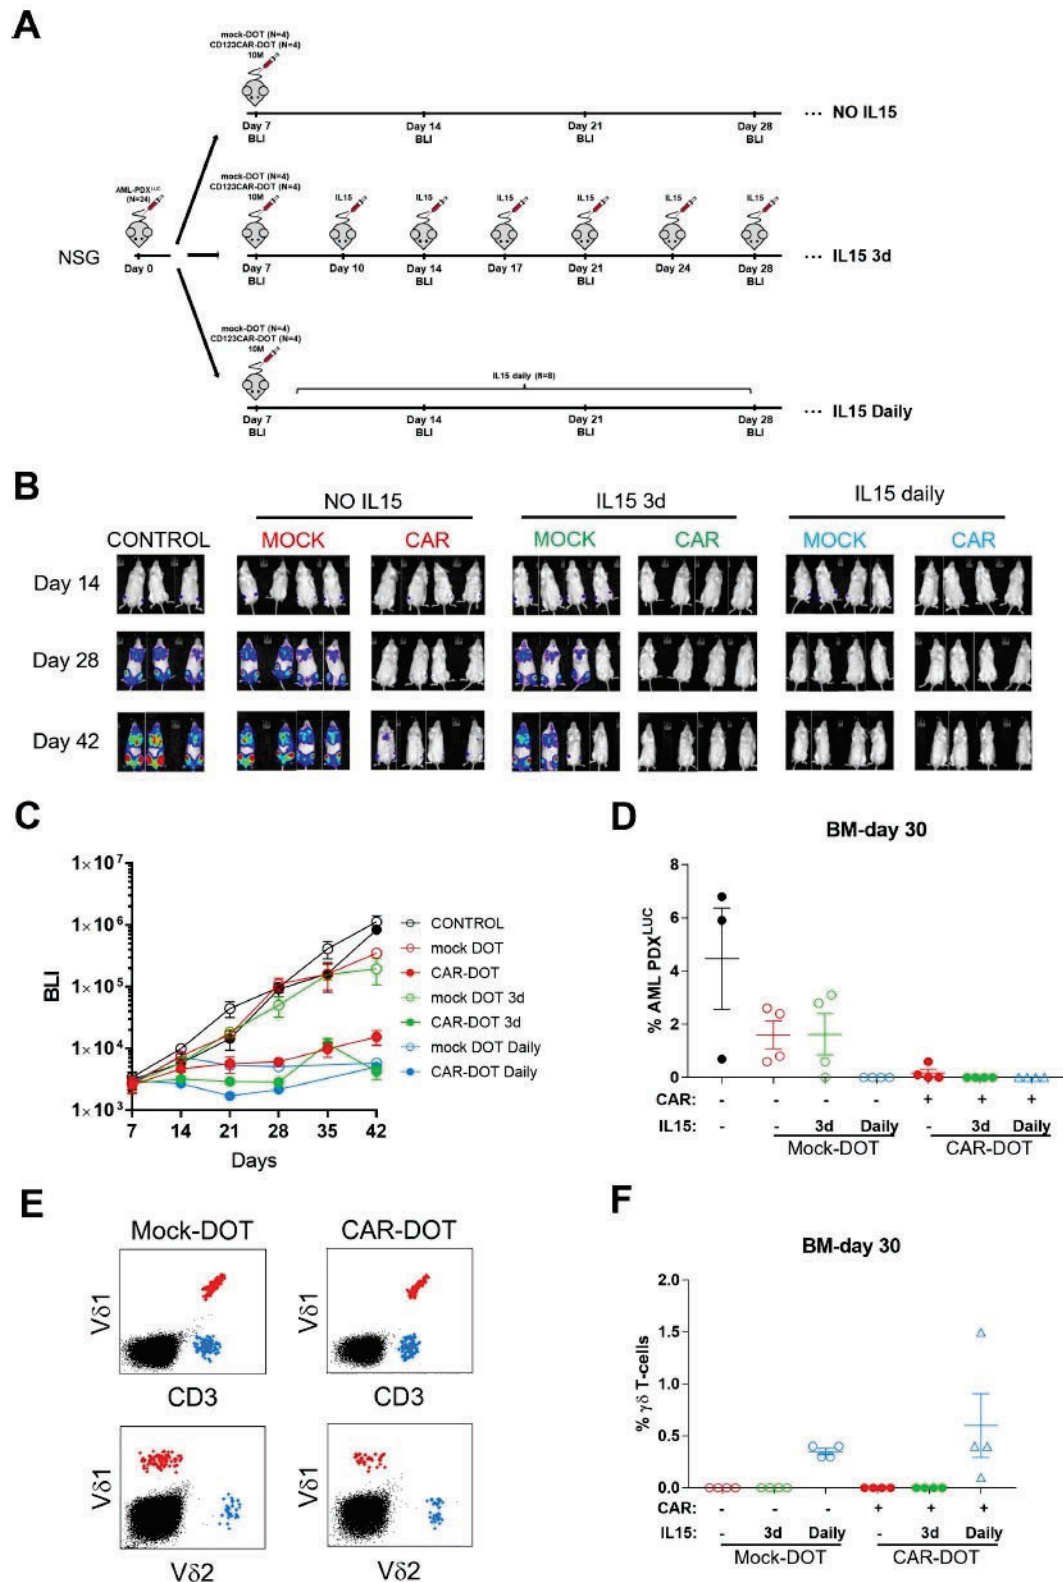 A
mock-DOT (N=4)
CD123CAR-DOT (N=4)
10M
Day 7
BLI
Day 14
BLI
Day 21
BLI
Day 28
BLI
... NO IL15
AML-PDXLUC
(N=24)
NSG
Day 0
mock-DOT (N=4)
CD123CAR-DOT (N=4)
10M
IL15 IL15 IL15 IL15 IL15 IL15
Day 7
BLI
Day 10
Day 14
BLI
Day 17
Day 21
BLI
Day 24
Day 28
BLI
... IL15 3d
mock-DOT (N=4)
CD123CAR-DOT (N=4)
10M
IL15 daily (N=8)
Day 7
BLI
Day 14
BLI
Day 21
BLI
Day 28
BLI
... IL15 Daily
B
NO IL15 IL15 3d IL15 daily
CONTROL MOCK CAR MOCK CAR MOCK CAR
Day 14
Day 28
Day 42
C
1×10⁷
1×10⁶
1×10⁵
1×10⁴
1×10³
BLI
7 14 21 28 35 42
Days
CONTROL
mock DOT
CAR-DOT
mock DOT 3d
CAR-DOT 3d
mock DOT Daily
CAR-DOT Daily
D
BM-day 30
% AML PDXLUC
8
6
4
2
0
CAR: - - - - + + +
IL15: - - 3d Daily - 3d Daily
Mock-DOT CAR-DOT
E
Mock-DOT CAR-DOT
Vδ1 Vδ1
CD3 CD3
Vδ1 Vδ1
Vδ2 Vδ2
F
BM-day 30
% γδ T-cells
2.0
1.5
1.0
0.5
0.0
CAR: - - - + + +
IL15: - 3d Daily - 3d Daily
Mock-DOT CAR-DOT